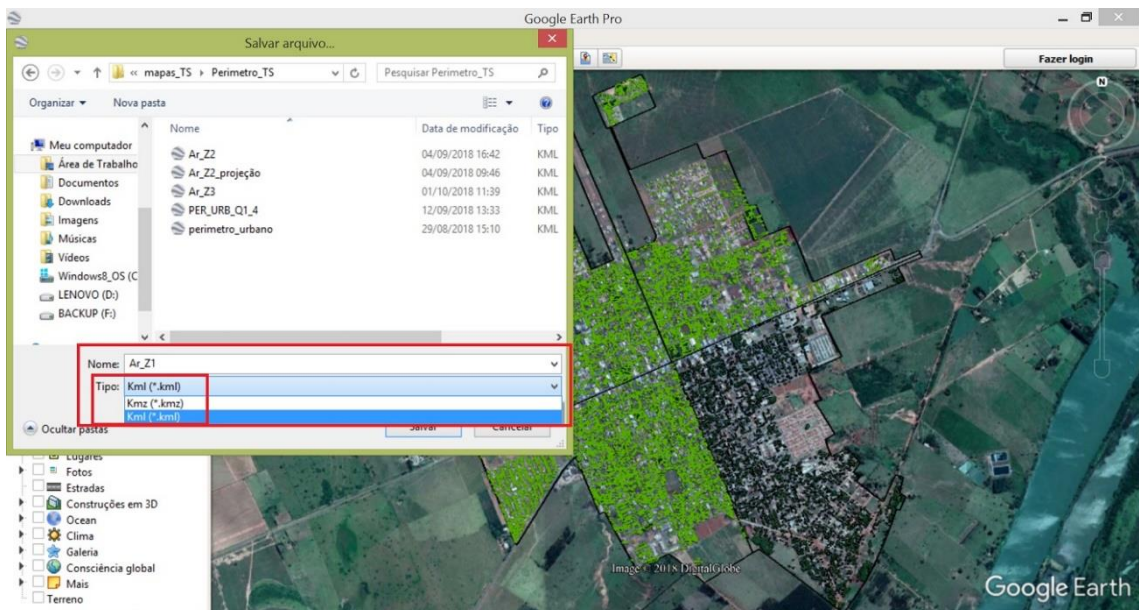 Google Earth Pro
Salvar arquivo...
« mapas_TS › Perimetro_TS
Pesquisar Perimetro_TS
Fazer login
N
Organizar
Nova pasta
Meu computador
Área de Trabalho
Documentos
Downloads
Imagens
Músicas
Vídeos
Windows8_OS (C
LENOVO (D:)
BACKUP (F:)
Nome Data de modificação Tipo
Ar_Z2 04/09/2018 16:42 KML
Ar_Z2_projeção 04/09/2018 09:46 KML
Ar_Z3 01/10/2018 11:39 KML
PER_URB_Q1_4 12/09/2018 13:33 KML
perimetro_urbano 29/08/2018 15:10 KML
Nome: Ar_Z1
Tipo: Kml (*.kml)
Kmz (*.kmz)
Kml (*.kml)
Ocultar pastas
Salvar
Cancelar
Lugares
Fotos
Estradas
Construções em 3D
Ocean
Clima
Galeria
Consciência global
Mais
Terreno
Image © 2018 DigitalGlobe
Google Earth